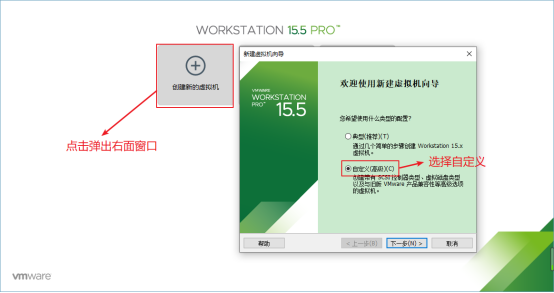 WORKSTATION 15.5 PRO™
创建新的虚拟机
点击弹出右面窗口
新建虚拟机向导
VMWARE
WORKSTATION
PRO™
15.5
欢迎使用新建虚拟机向导
您希望使用什么类型的配置?
典型(推荐)(T)
通过几个简单的步骤创建 Workstation 15.x
虚拟机。
自定义(高级)(C)
创建带有 SCSI 控制器类型、虚拟磁盘类型
以及与旧版 VMware 产品兼容性等高级选项
的虚拟机。
选择自定义
帮助
< 上一步(B)
下一步(N) >
取消
vmware